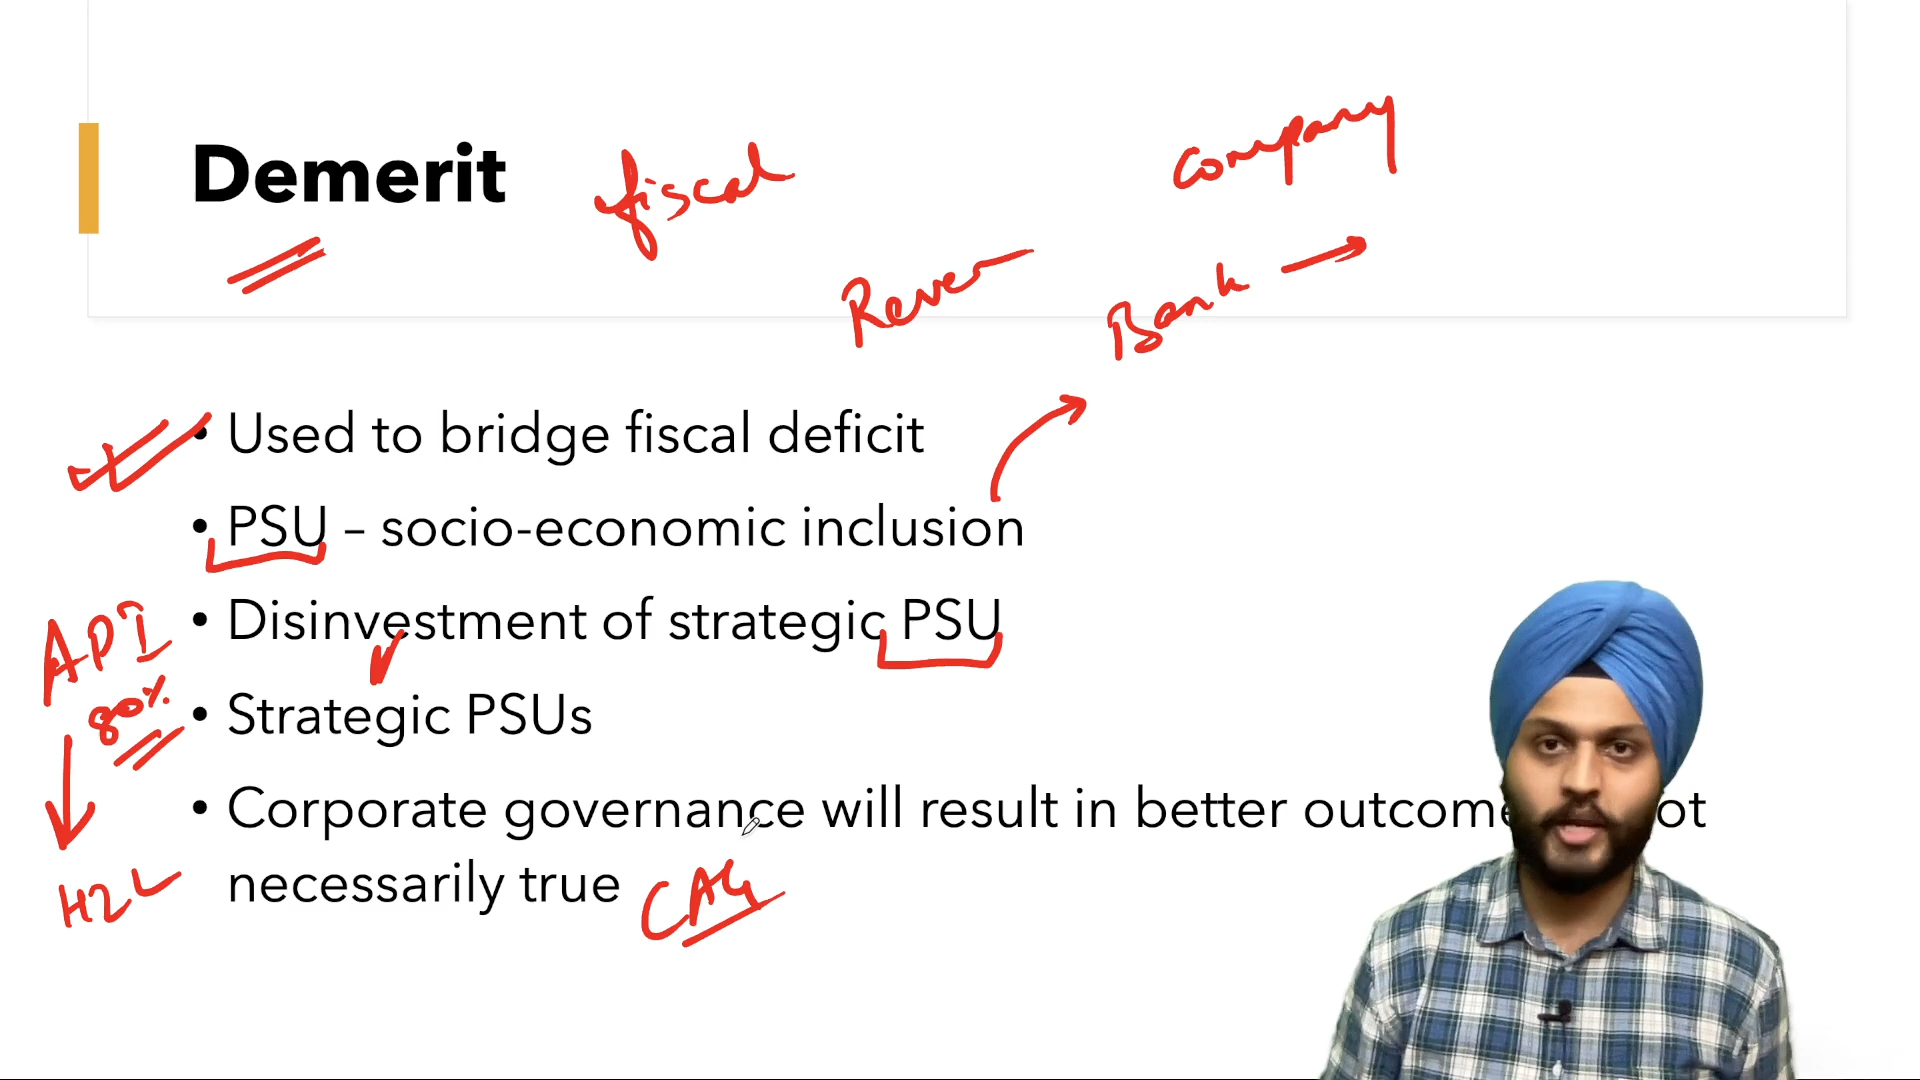 Demerit
fiscal
company
Reve
Bank →
• Used to bridge fiscal deficit
• PSU – socio-economic inclusion
• Disinvestment of strategic PSU
API
80%
• Strategic PSUs
• Corporate governance will result in better outcome ot
necessarily true
H2L
CAG